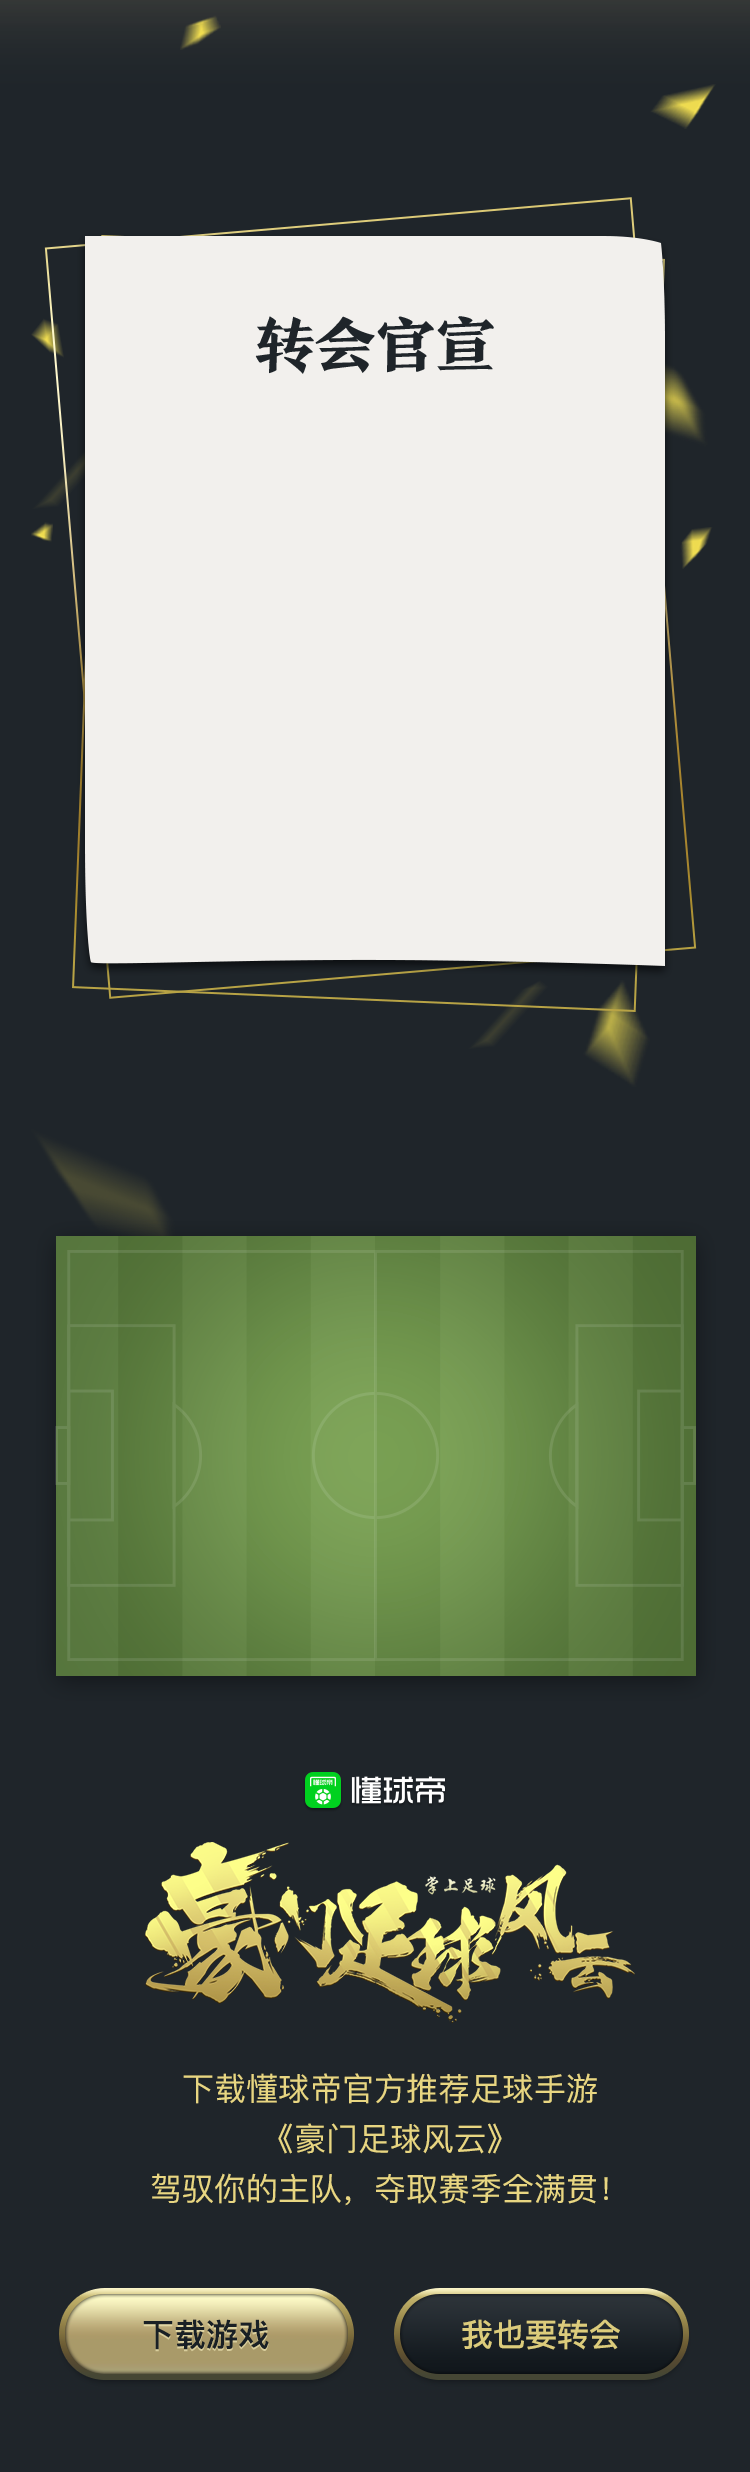 转会官宣
懂球帝
掌上足球
豪门足球风云
下载懂球帝官方推荐足球手游
《豪门足球风云》
驾驭你的主队，夺取赛季全满贯！
下载游戏
我也要转会